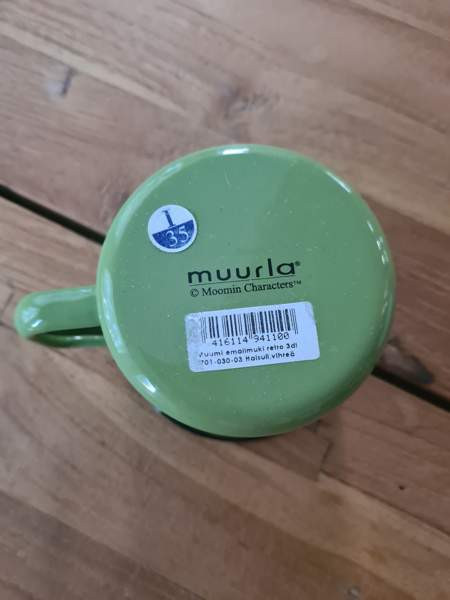 I
35
muurla®
© Moomin Characters™
416114 941100
Muumi emalimuki retro 3dl
701-030-03 Haisuli,vihreä